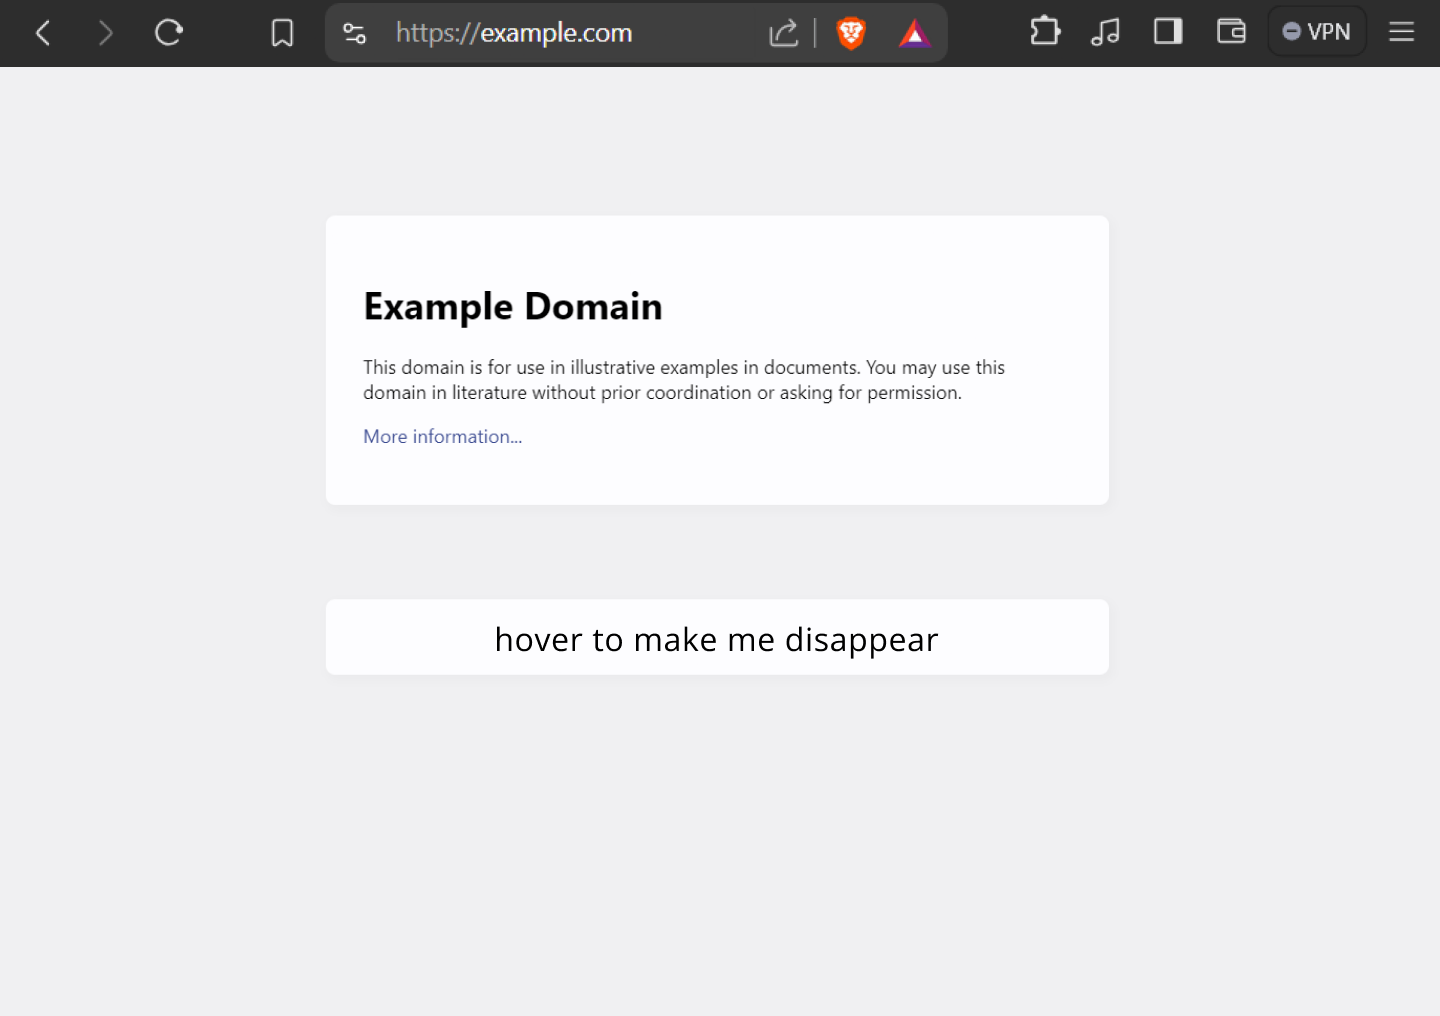 https://example.com
VPN
Example Domain
This domain is for use in illustrative examples in documents. You may use this
domain in literature without prior coordination or asking for permission.
More information...
hover to make me disappear